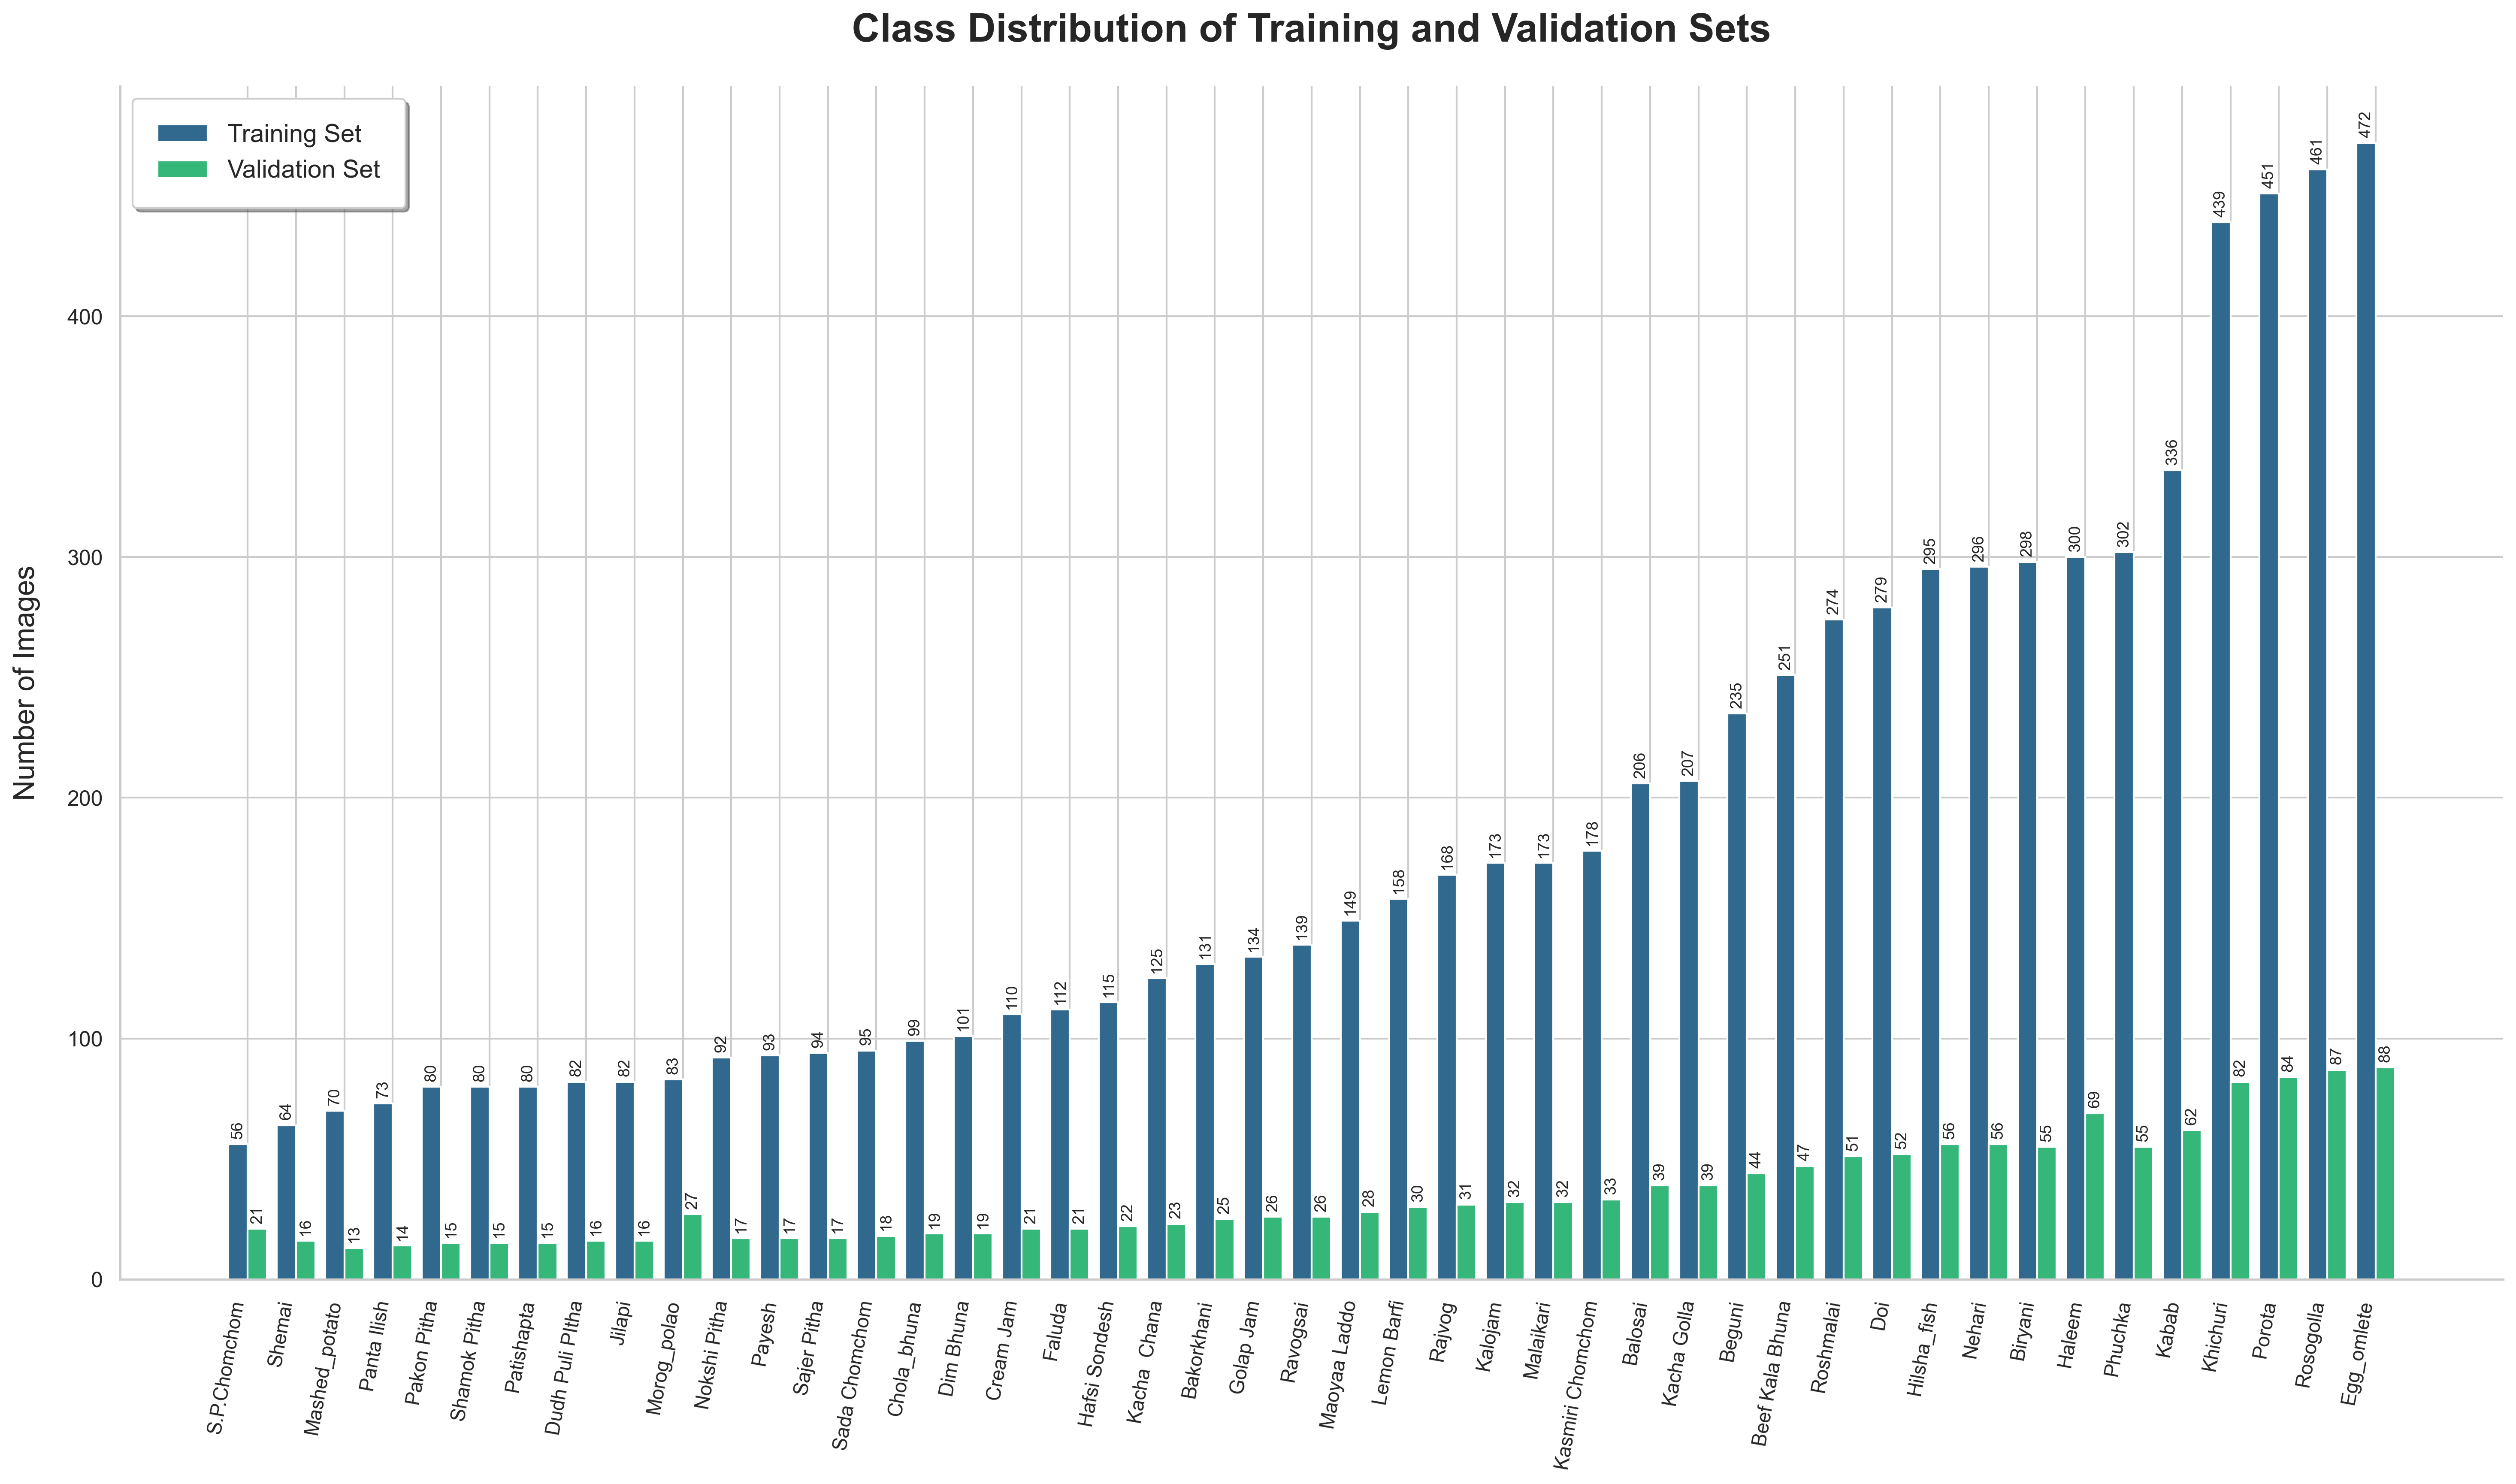 Class Distribution of Training and Validation Sets
Training Set
Validation Set
Number of Images
400
300
200
100
0
56 21
64 16
70 13
73 14
80 15
80 15
80 15
82 16
82 16
83 27
92 17
93 17
94 17
95 18
99 19
101 19
110 21
112 21
115 22
125 23
131 25
134 26
139 26
149 28
158 30
168 31
173 32
173 32
178 33
206 39
207 39
235 44
251 47
274 51
279 52
295 56
296 56
298 55
300 69
302 55
336 62
439 82
451 84
461 87
472 88
S.P.Chomchom
Shemai
Mashed_potato
Panta Ilish
Pakon Pitha
Shamok Pitha
Patishapta
Dudh Puli PItha
Jilapi
Morog_polao
Nokshi Pitha
Payesh
Sajer Pitha
Sada Chomchom
Chola_bhuna
Dim Bhuna
Cream Jam
Faluda
Hafsi Sondesh
Kacha  Chana
Bakorkhani
Golap Jam
Ravogsai
Maoyaa Laddo
Lemon Barfi
Rajvog
Kalojam
Malaikari
Kasmiri Chomchom
Balosai
Kacha Golla
Beguni
Beef Kala Bhuna
Roshmalai
Doi
Hilsha_fish
Nehari
Biryani
Haleem
Phuchka
Kabab
Khichuri
Porota
Rosogolla
Egg_omlete